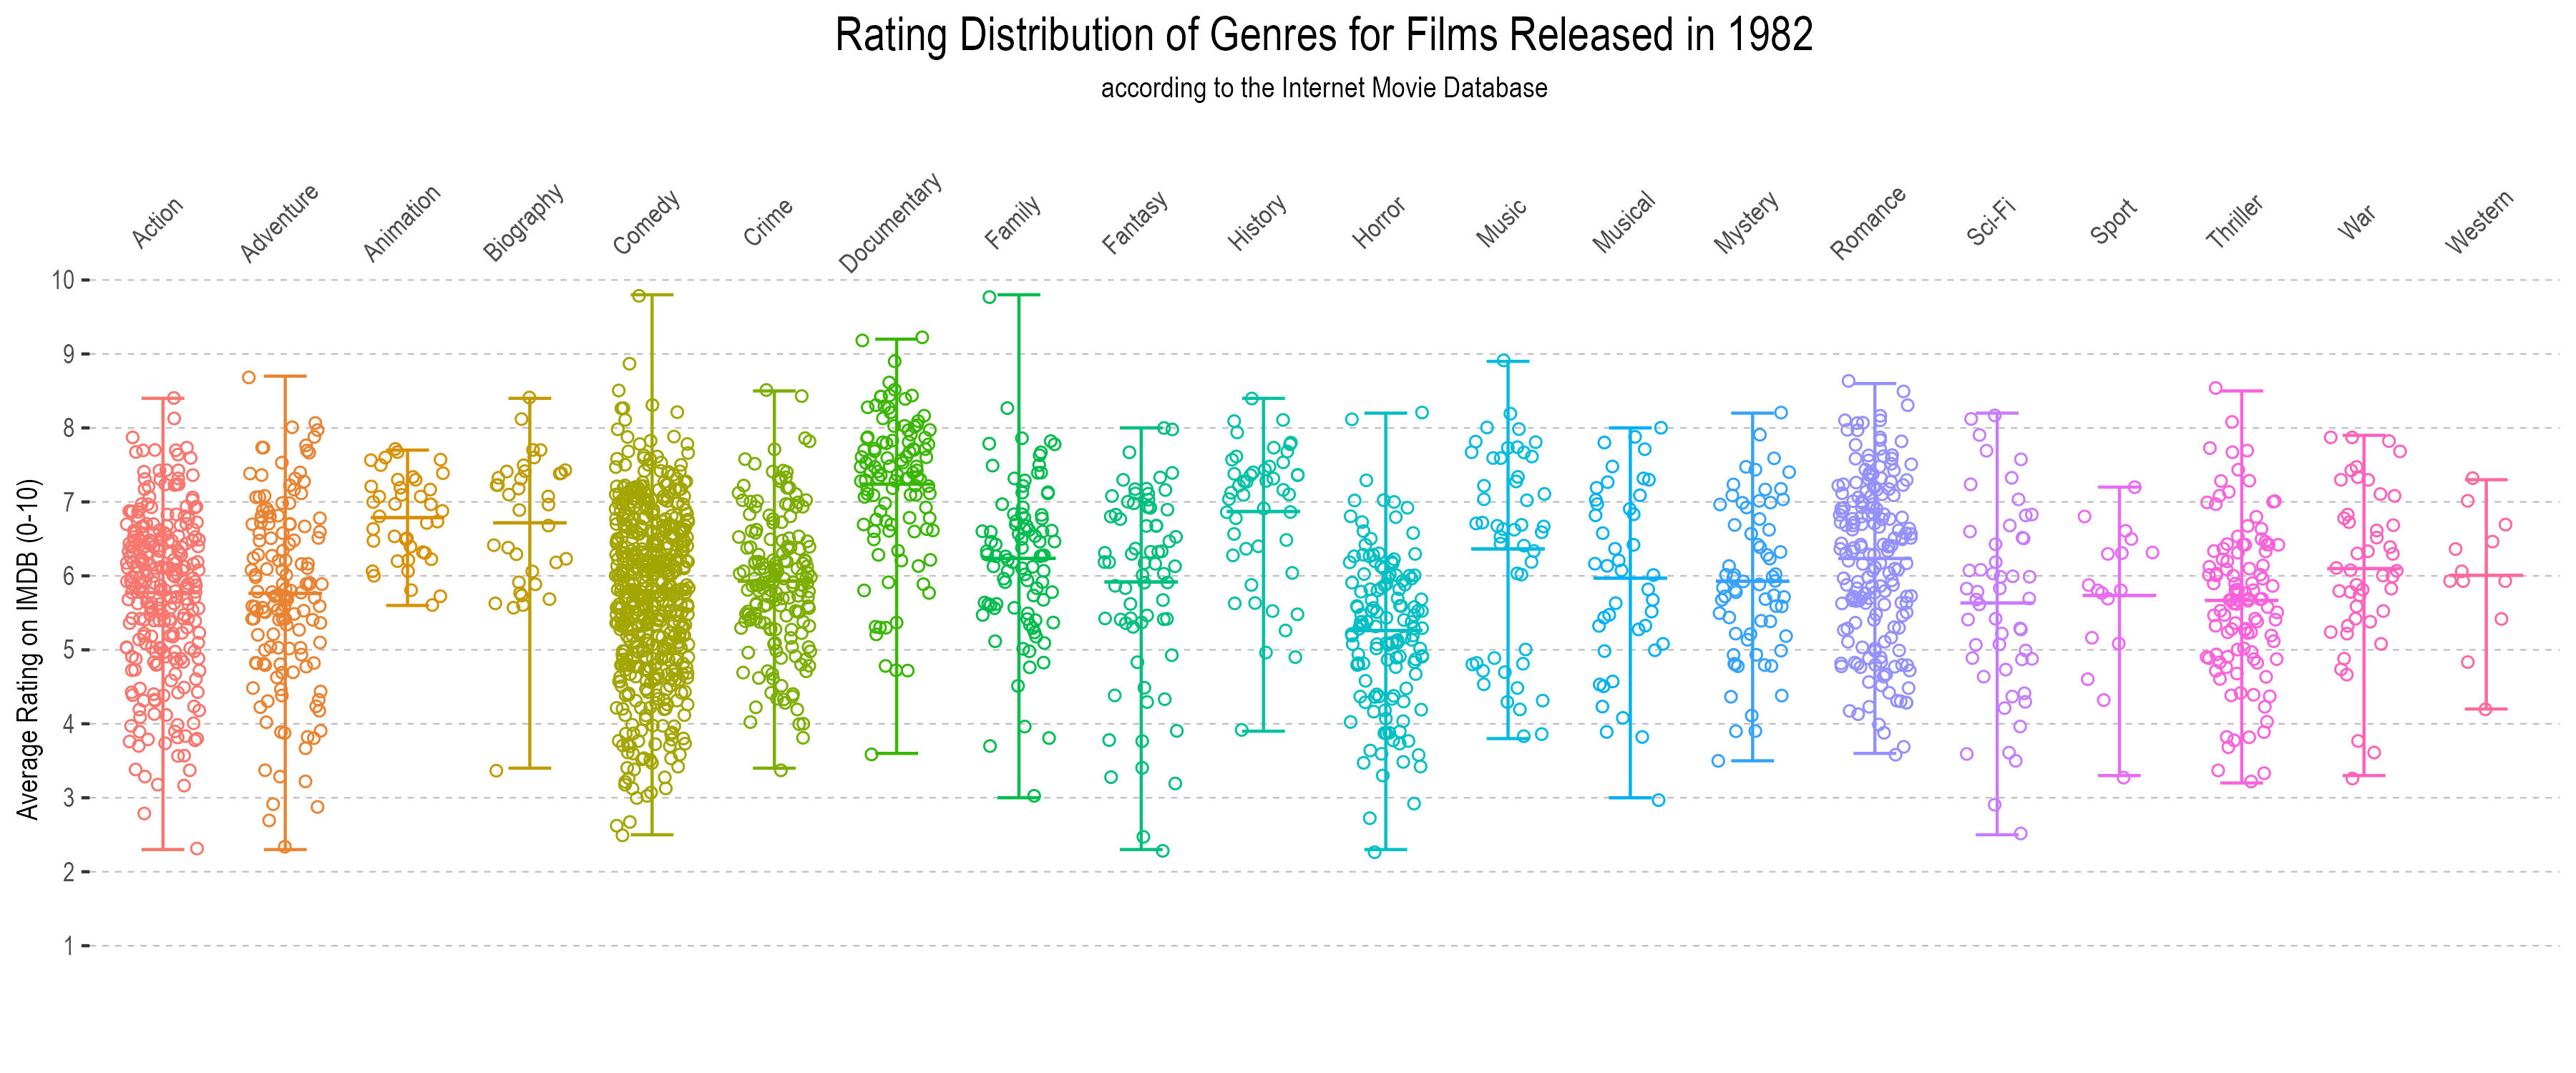 Rating Distribution of Genres for Films Released in 1982
according to the Internet Movie Database
Action
Adventure
Animation
Biography
Comedy
Crime
Documentary
Family
Fantasy
History
Horror
Music
Musical
Mystery
Romance
Sci-Fi
Sport
Thriller
War
Western
Average Rating on IMDB (0-10)
10
9
8
7
6
5
4
3
2
1